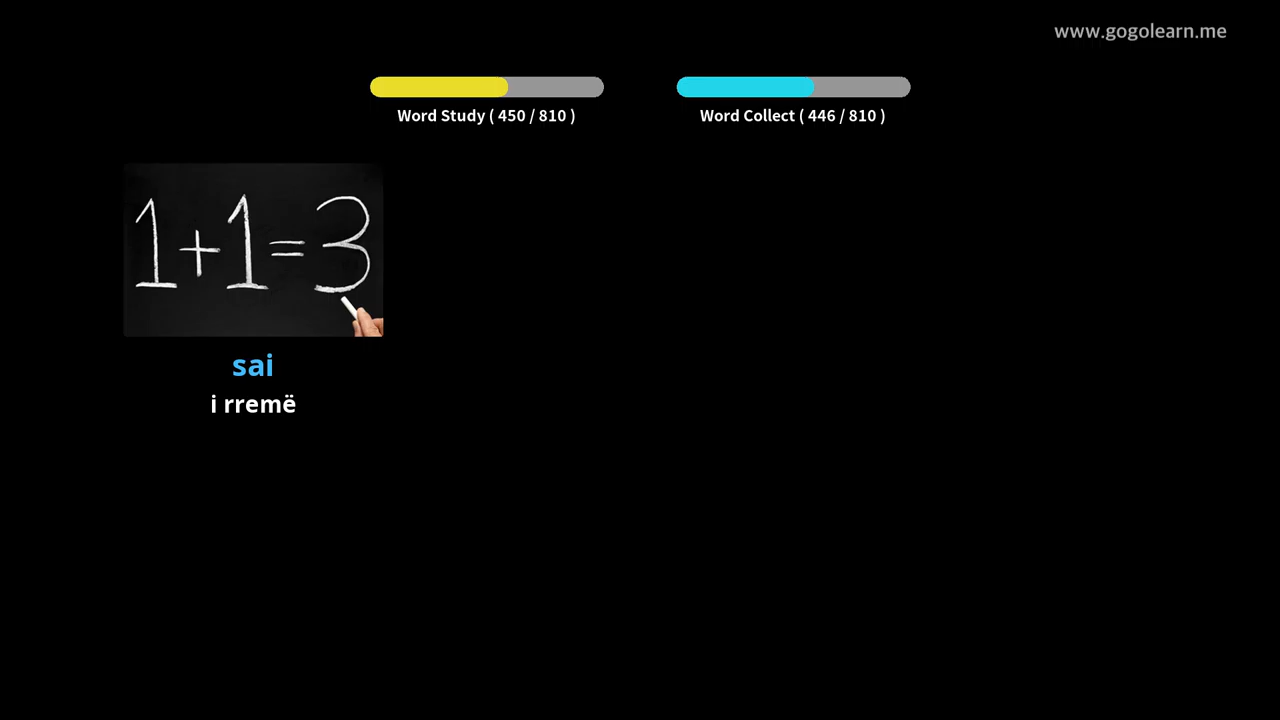 www.gogolearn.me
Word Study ( 450 / 810 )
Word Collect ( 446 / 810 )
1+1=3
sai
i rremë